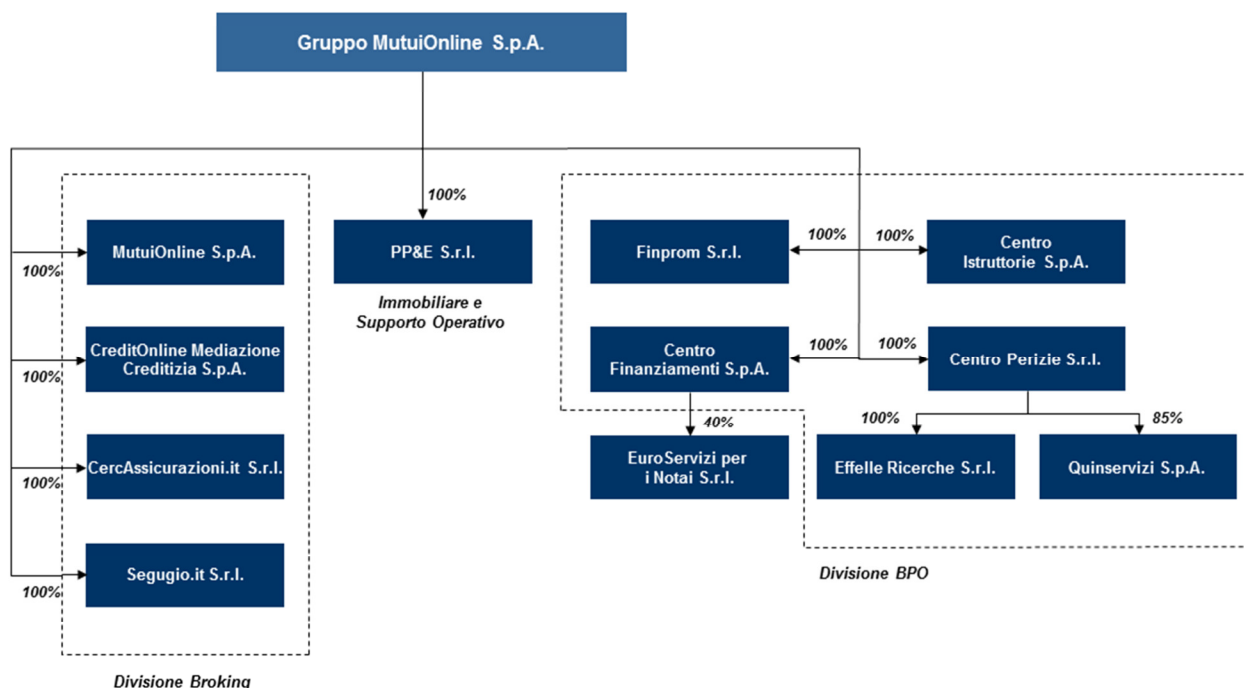 Gruppo MutuiOnline S.p.A.
100%
MutuiOnline S.p.A.
100%
PP&E S.r.l.
Immobiliare e
Supporto Operativo
Finprom S.r.l.
100%
100%
Centro
Istruttorie S.p.A.
CreditOnline Mediazione
Creditizia S.p.A.
100%
Centro
Finanziamenti S.p.A.
100%
100%
Centro Perizie S.r.l.
40%
100%
85%
CercAssicurazioni.it S.r.l.
100%
EuroServizi per
i Notai S.r.l.
Effelle Ricerche S.r.l.
Quinservizi S.p.A.
Segugio.it S.r.l.
100%
Divisione BPO
Divisione Broking